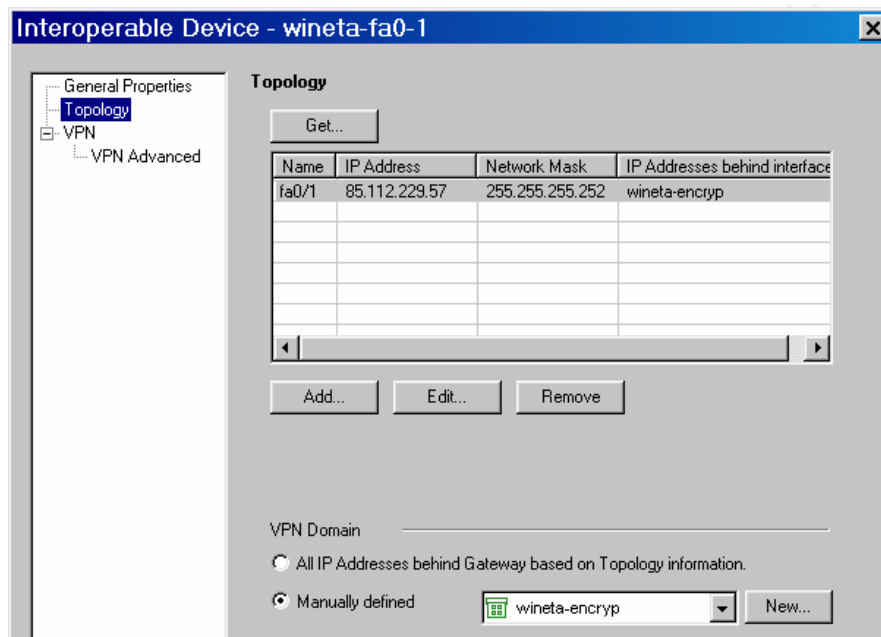 Interoperable Device - wineta-fa0-1
General Properties
Topology
VPN
VPN Advanced
Topology
Get...
Name IP Address Network Mask IP Addresses behind interface
fa0/1 85.112.229.57 255.255.255.252 wineta-encryp
Add... Edit... Remove
VPN Domain
All IP Addresses behind Gateway based on Topology information.
Manually defined wineta-encryp New...